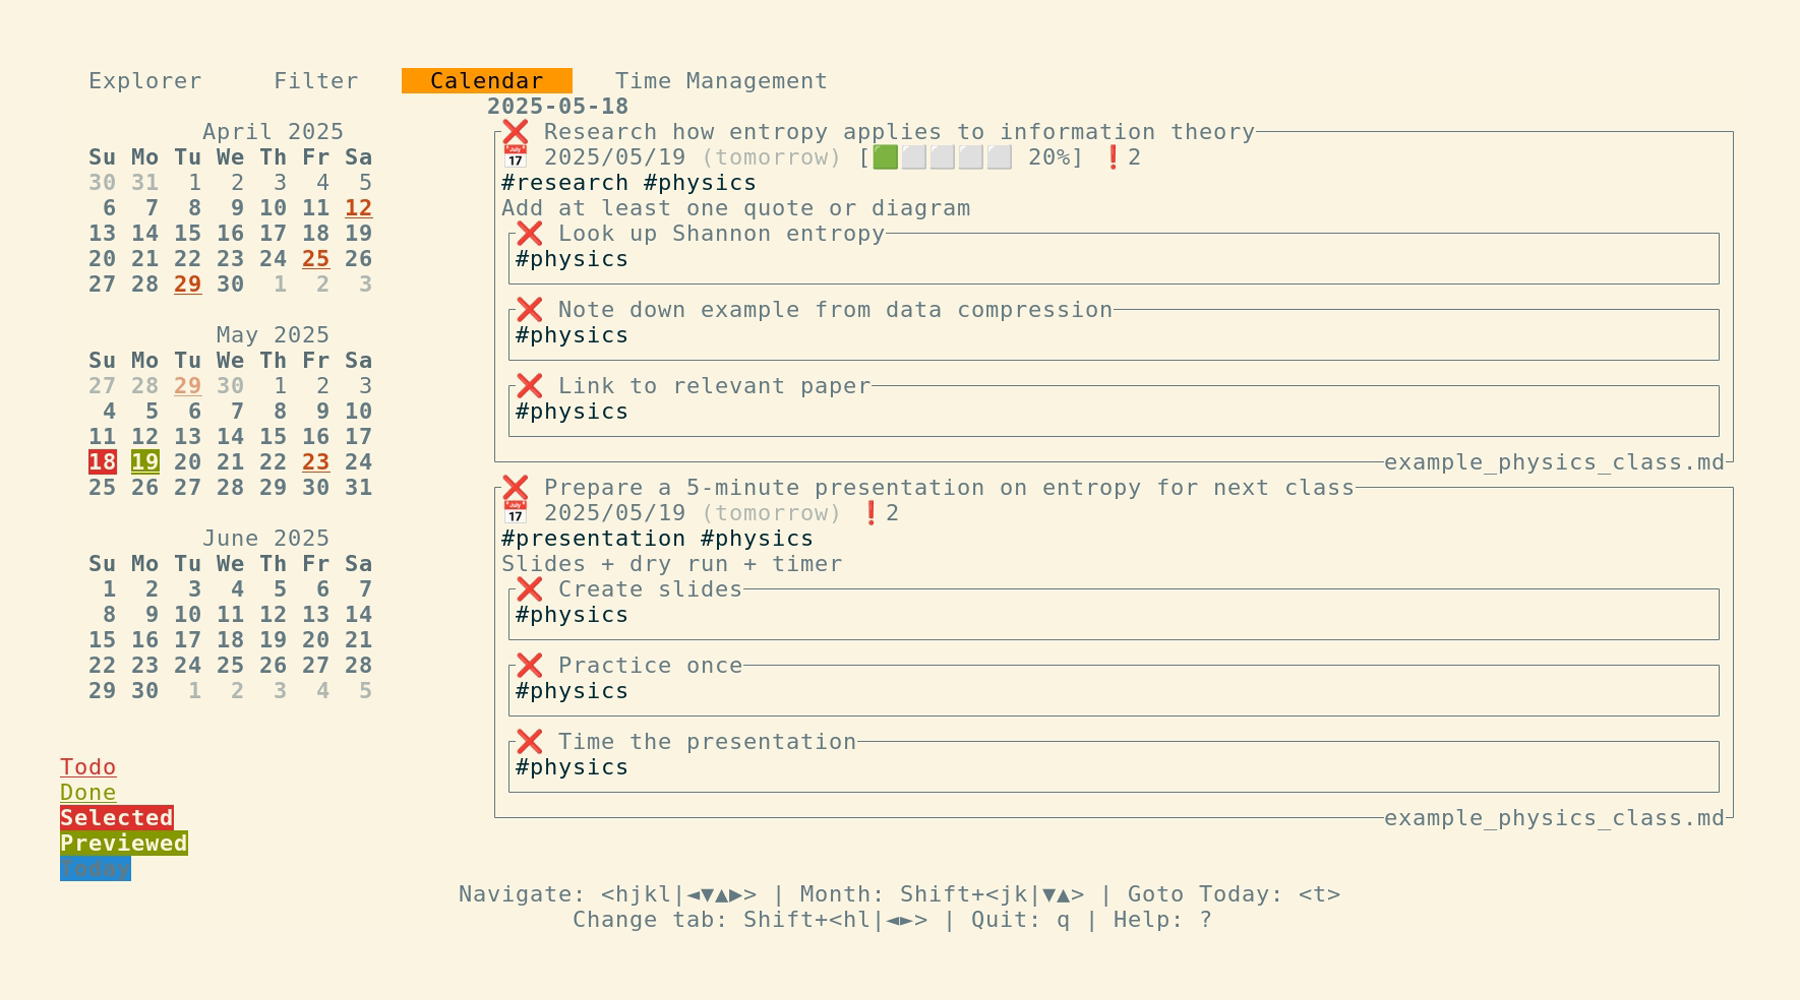 Explorer Filter Calendar Time Management
2025-05-18
April 2025
Su Mo Tu We Th Fr Sa
30 31 1 2 3 4 5
6 7 8 9 10 11 12
13 14 15 16 17 18 19
20 21 22 23 24 25 26
27 28 29 30 1 2 3
May 2025
Su Mo Tu We Th Fr Sa
27 28 29 30 1 2 3
4 5 6 7 8 9 10
11 12 13 14 15 16 17
18 19 20 21 22 23 24
25 26 27 28 29 30 31
June 2025
Su Mo Tu We Th Fr Sa
1 2 3 4 5 6 7
8 9 10 11 12 13 14
15 16 17 18 19 20 21
22 23 24 25 26 27 28
29 30 1 2 3 4 5
Todo
Done
Selected
Previewed
Today
❌ Research how entropy applies to information theory
📅 2025/05/19 (tomorrow) [🟩⬜⬜⬜⬜ 20%] ❗2
#research #physics
Add at least one quote or diagram
❌ Look up Shannon entropy
#physics
❌ Note down example from data compression
#physics
❌ Link to relevant paper
#physics
example_physics_class.md
❌ Prepare a 5-minute presentation on entropy for next class
📅 2025/05/19 (tomorrow) ❗2
#presentation #physics
Slides + dry run + timer
❌ Create slides
#physics
❌ Practice once
#physics
❌ Time the presentation
#physics
example_physics_class.md
Navigate: <hjkl|◄▼▲▶> | Month: Shift+<jk|▼▲> | Goto Today: <t>
Change tab: Shift+<hl|◄►> | Quit: q | Help: ?